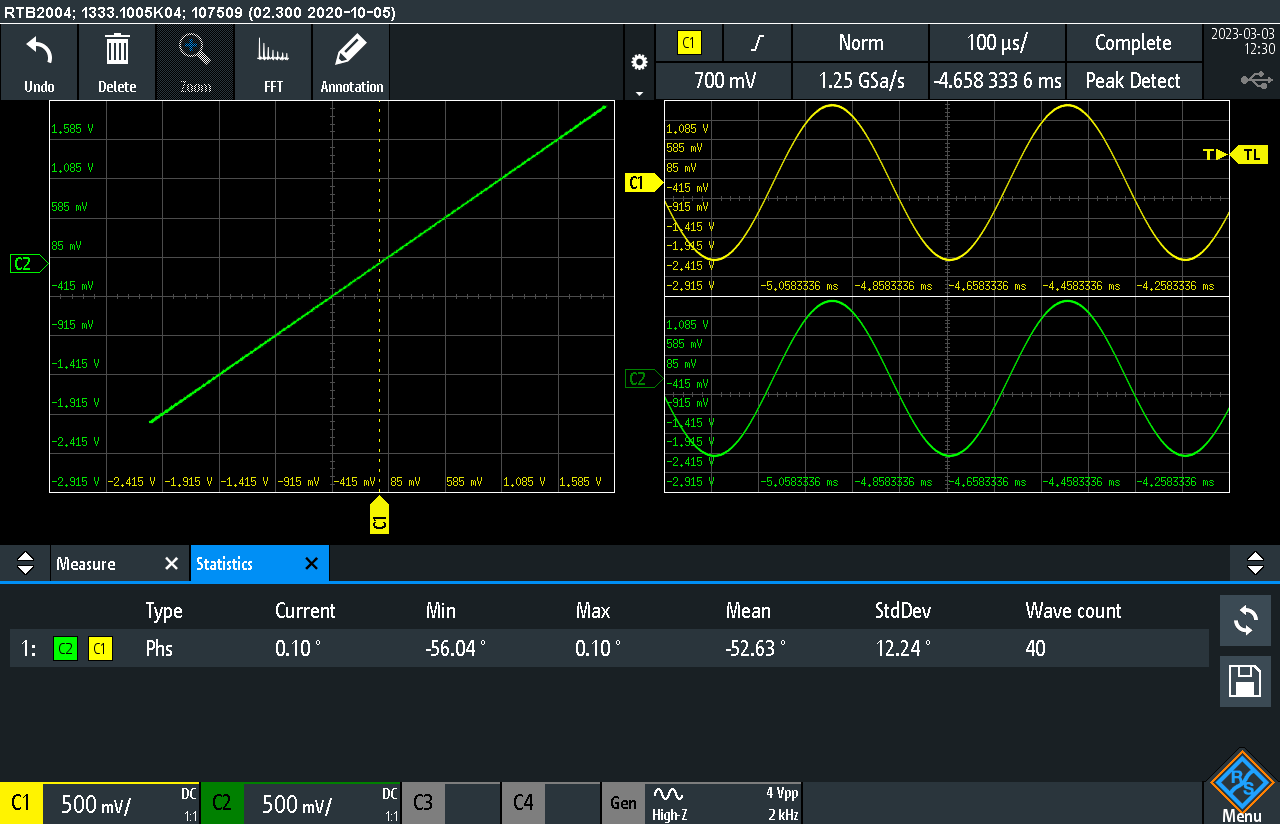 RTB2004; 1333.1005K04; 107509 (02.300 2020-10-05)
Undo
Delete
Zoom
FFT
Annotation
C1
Norm
100 µs/
Complete
2023-03-03
12:30
700 mV
1.25 GSa/s
-4.658 333 6 ms
Peak Detect
1.585 V
1.085 V
585 mV
85 mV
-415 mV
-915 mV
-1.415 V
-1.915 V
-2.415 V
-2.915 V
-2.415 V
-1.915 V
-1.415 V
-915 mV
-415 mV
85 mV
585 mV
1.085 V
1.585 V
C2
C1
1.085 V
585 mV
85 mV
-415 mV
-915 mV
-1.415 V
-1.915 V
-2.415 V
-2.915 V
-5.0583336 ms
-4.8583336 ms
-4.6583336 ms
-4.4583336 ms
-4.2583336 ms
C1
T
TL
1.085 V
585 mV
85 mV
-415 mV
-915 mV
-1.415 V
-1.915 V
-2.415 V
-2.915 V
-5.0583336 ms
-4.8583336 ms
-4.6583336 ms
-4.4583336 ms
-4.2583336 ms
C2
Measure
Statistics
Type Current Min Max Mean StdDev Wave count
1: C2 C1 Phs 0.10 ° -56.04 ° 0.10 ° -52.63 ° 12.24 ° 40
C1
500 mV/
DC
1:1
C2
500 mV/
DC
1:1
C3
C4
Gen
High-Z
4 Vpp
2 kHz
R S
Menu